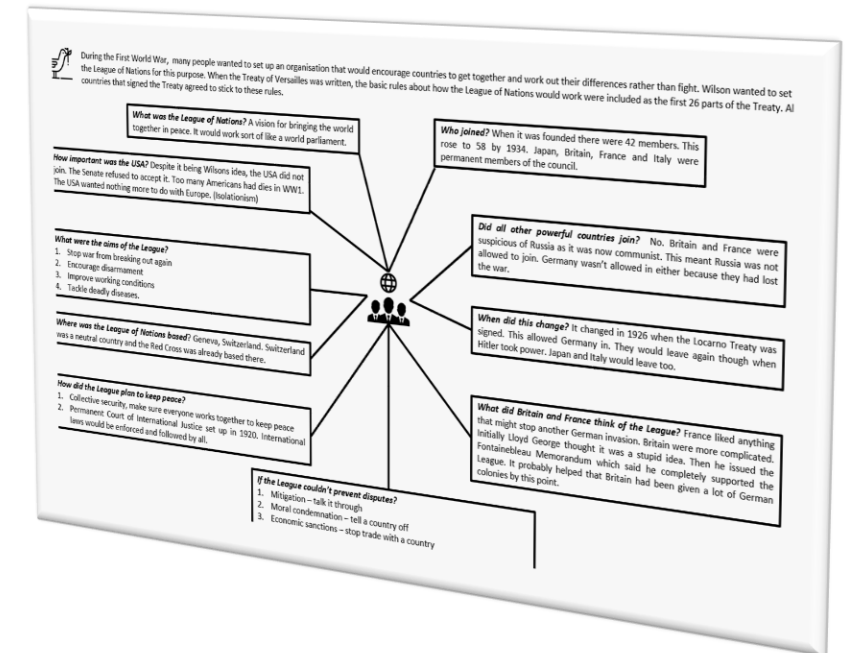 During the First World War, many people wanted to set up an organisation that would encourage countries to get together and work out their differences rather than fight. Wilson wanted to set
the League of Nations for this purpose. When the Treaty of Versailles was written, the basic rules about how the League of Nations would work were included as the first 26 parts of the Treaty. Al
countries that signed the Treaty agreed to stick to these rules.
What was the League of Nations? A vision for bringing the world
together in peace. It would work sort of like a world parliament.
Who joined? When it was founded there were 42 members. This
rose to 58 by 1934. Japan, Britain, France and Italy were
permanent members of the council.
How important was the USA? Despite it being Wilsons idea, the USA did not
join. The Senate refused to accept it. Too many Americans had dies in WW1.
The USA wanted nothing more to do with Europe. (Isolationism)
Did all other powerful countries join? No. Britain and France were
suspicious of Russia as it was now communist. This meant Russia was not
allowed to join. Germany wasn't allowed in either because they had lost
the war.
What were the aims of the League?
1. Stop war from breaking out again
2. Encourage disarmament
3. Improve working conditions
4. Tackle deadly diseases.
When did this change? It changed in 1926 when the Locarno Treaty was
signed. This allowed Germany in. They would leave again though when
Hitler took power. Japan and Italy would leave too.
Where was the League of Nations based? Geneva, Switzerland. Switzerland
was a neutral country and the Red Cross was already based there.
How did the League plan to keep peace?
1. Collective security, make sure everyone works together to keep peace
2. Permanent Court of International Justice set up in 1920. International
laws would be enforced and followed by all.
What did Britain and France think of the League? France liked anything
that might stop another German invasion. Britain were more complicated.
Initially Lloyd George thought it was a stupid idea. Then he issued the
Fontainebleau Memorandum which said he completely supported the
League. It probably helped that Britain had been given a lot of German
colonies by this point.
If the League couldn't prevent disputes?
1. Mitigation – talk it through
2. Moral condemnation – tell a country off
3. Economic sanctions – stop trade with a country